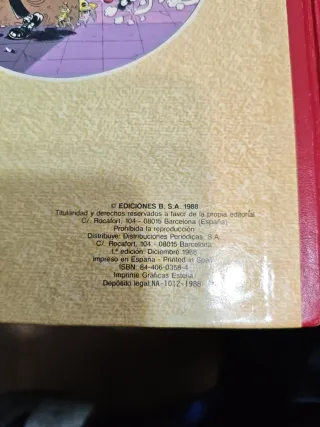 © EDICIONES B, S.A. 1988
Titularidad y derechos reservados a favor de la propia editorial.
C/. Rocafort, 104 - 08015 Barcelona (España)
Prohibida la reproducción
Distribuye: Distribuciones Periódicas, S.A.
C/. Rocafort, 104 - 08015 Barcelona
1.ª edición: Diciembre 1988
Impreso en España - Printed in Spain
ISBN: 84-406-0358-4
Imprime Gráficas Estella
Depósito legal NA-1012-1988